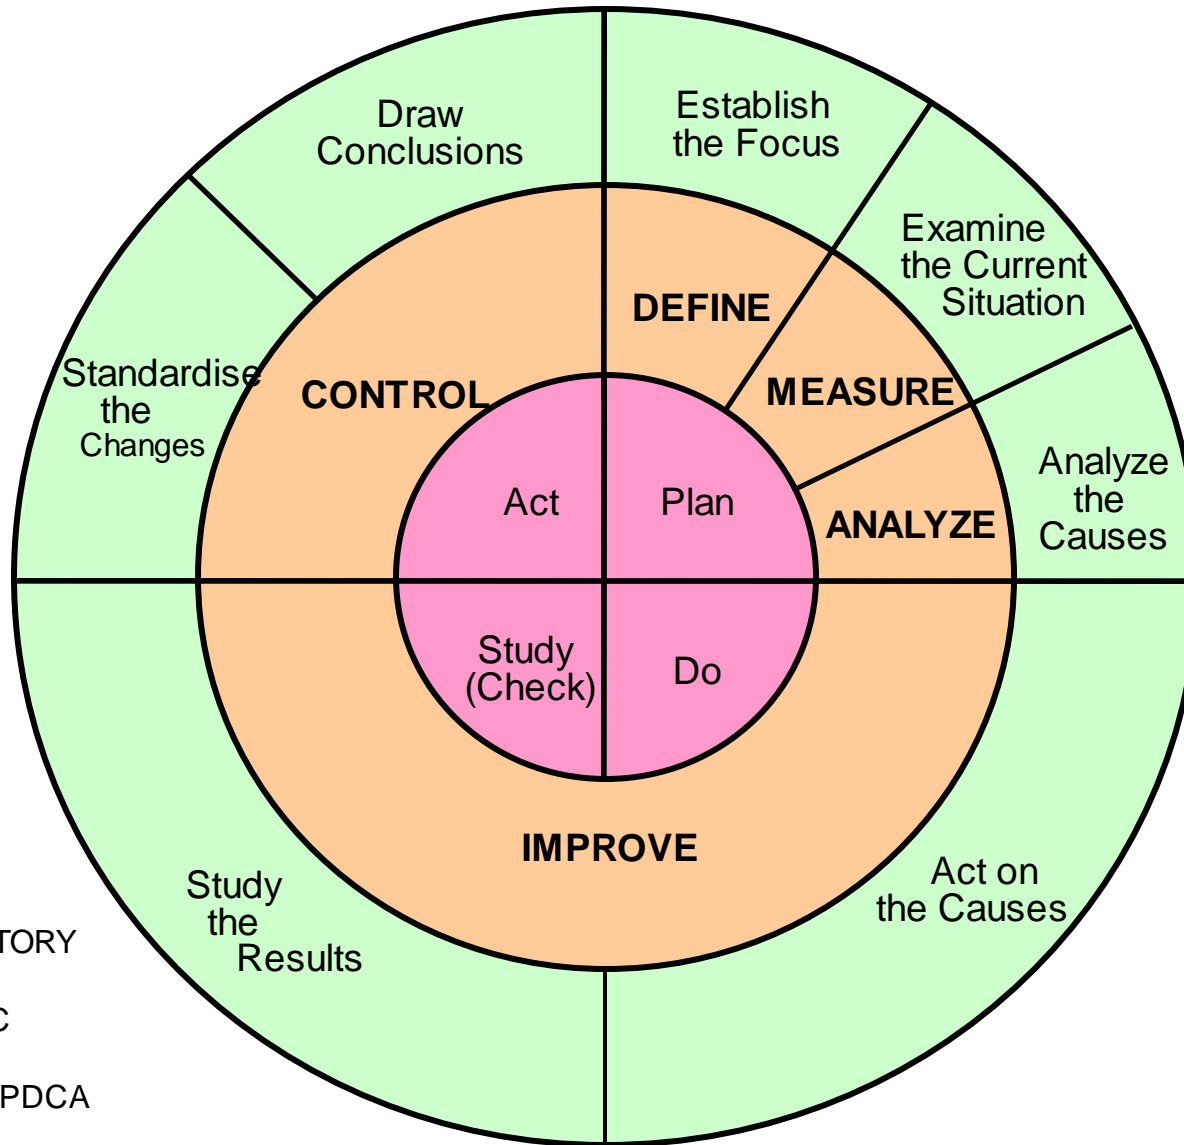 Draw
Conclusions
Establish
the Focus
Examine
the Current
Situation
DEFINE
MEASURE
CONTROL
Standardise
the
Changes
Analyze
the
Causes
ANALYZE
Act
Plan
Study
(Check)
Do
IMPROVE
Act on
the Causes
Study
the
Results
TORY
C
PDCA